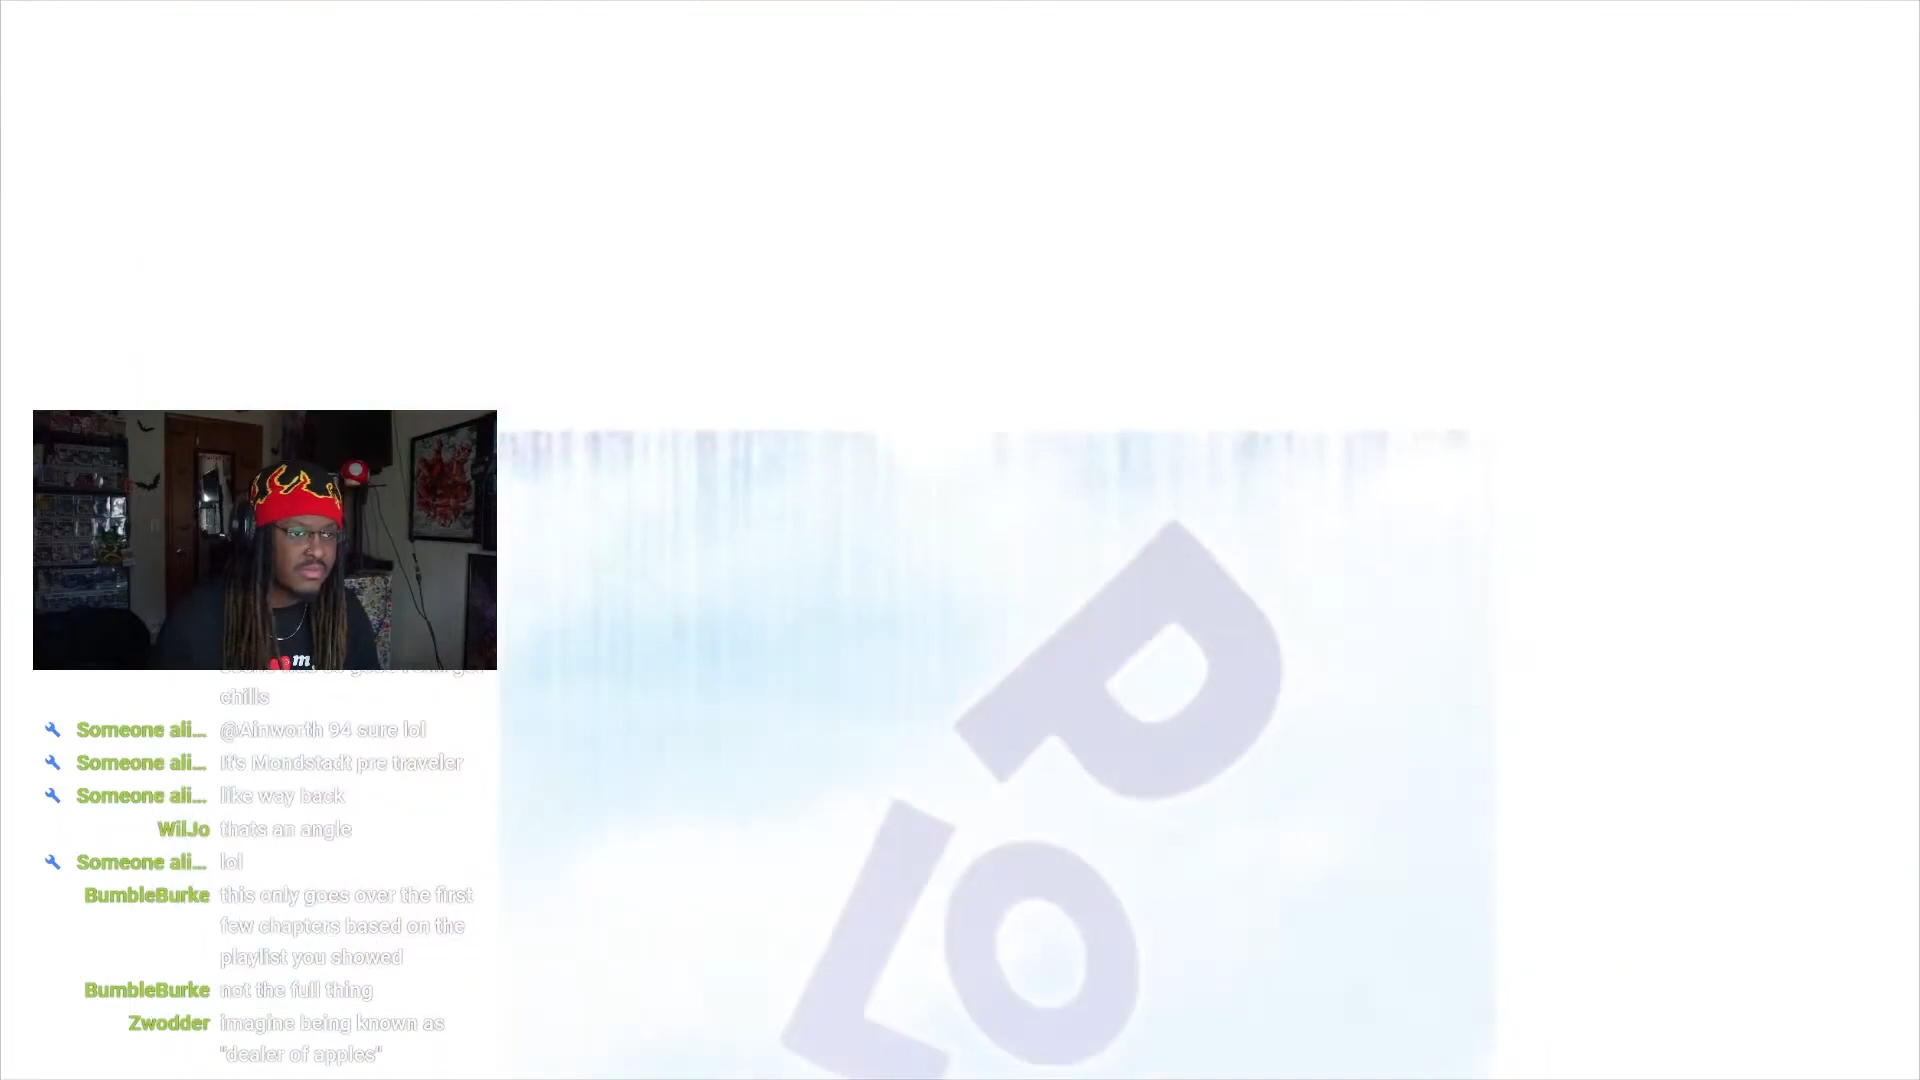 chills
Someone ali... @Ainworth 94 sure lol
Someone ali... It's Mondstadt pre traveler
Someone ali... like way back
WilJo thats an angle
Someone ali... lol
BumbleBurke this only goes over the first
few chapters based on the
playlist you showed
BumbleBurke not the full thing
Zwodder imagine being known as
"dealer of apples"
P
O
L
m